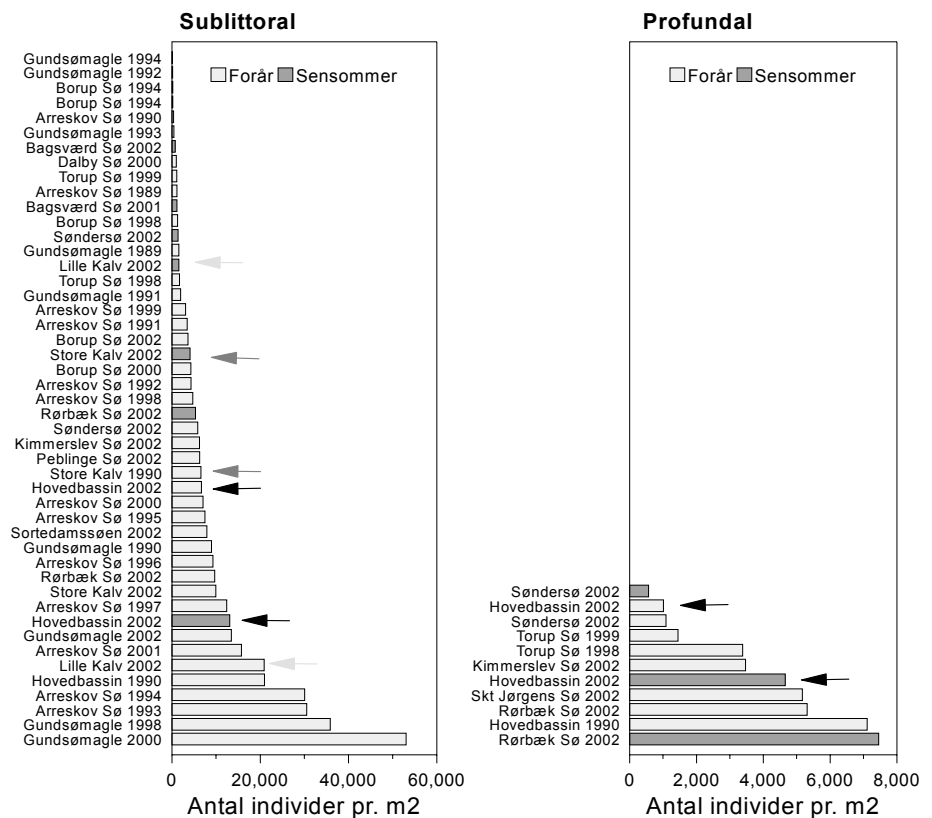 Sublittoral
Forår Sensommer
Gundsømagle 1994
Gundsømagle 1992
Borup Sø 1994
Borup Sø 1994
Arreskov Sø 1990
Gundsømagle 1993
Bagsværd Sø 2002
Dalby Sø 2000
Torup Sø 1999
Arreskov Sø 1989
Bagsværd Sø 2001
Borup Sø 1998
Søndersø 2002
Gundsømagle 1989
Lille Kalv 2002
Torup Sø 1998
Gundsømagle 1991
Arreskov Sø 1999
Arreskov Sø 1991
Borup Sø 2002
Store Kalv 2002
Borup Sø 2000
Arreskov Sø 1992
Arreskov Sø 1998
Rørbæk Sø 2002
Søndersø 2002
Kimmerslev Sø 2002
Peblinge Sø 2002
Store Kalv 1990
Hovedbassin 2002
Arreskov Sø 2000
Arreskov Sø 1995
Sortedamssøen 2002
Gundsømagle 1990
Arreskov Sø 1996
Rørbæk Sø 2002
Store Kalv 2002
Arreskov Sø 1997
Hovedbassin 2002
Gundsømagle 2002
Arreskov Sø 2001
Lille Kalv 2002
Hovedbassin 1990
Arreskov Sø 1994
Arreskov Sø 1993
Gundsømagle 1998
Gundsømagle 2000
0 20,000 40,000 60,000
Antal individer pr. m2
Profundal
Forår Sensommer
Søndersø 2002
Hovedbassin 2002
Søndersø 2002
Torup Sø 1999
Torup Sø 1998
Kimmerslev Sø 2002
Hovedbassin 2002
Skt Jørgens Sø 2002
Rørbæk Sø 2002
Hovedbassin 1990
Rørbæk Sø 2002
0 2,000 4,000 6,000 8,000
Antal individer pr. m2